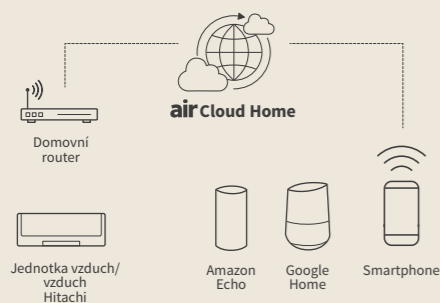 air Cloud Home
Domovní
router
Jednotka vzduch/
vzduch
Hitachi
Amazon
Echo
Google
Home
Smartphone